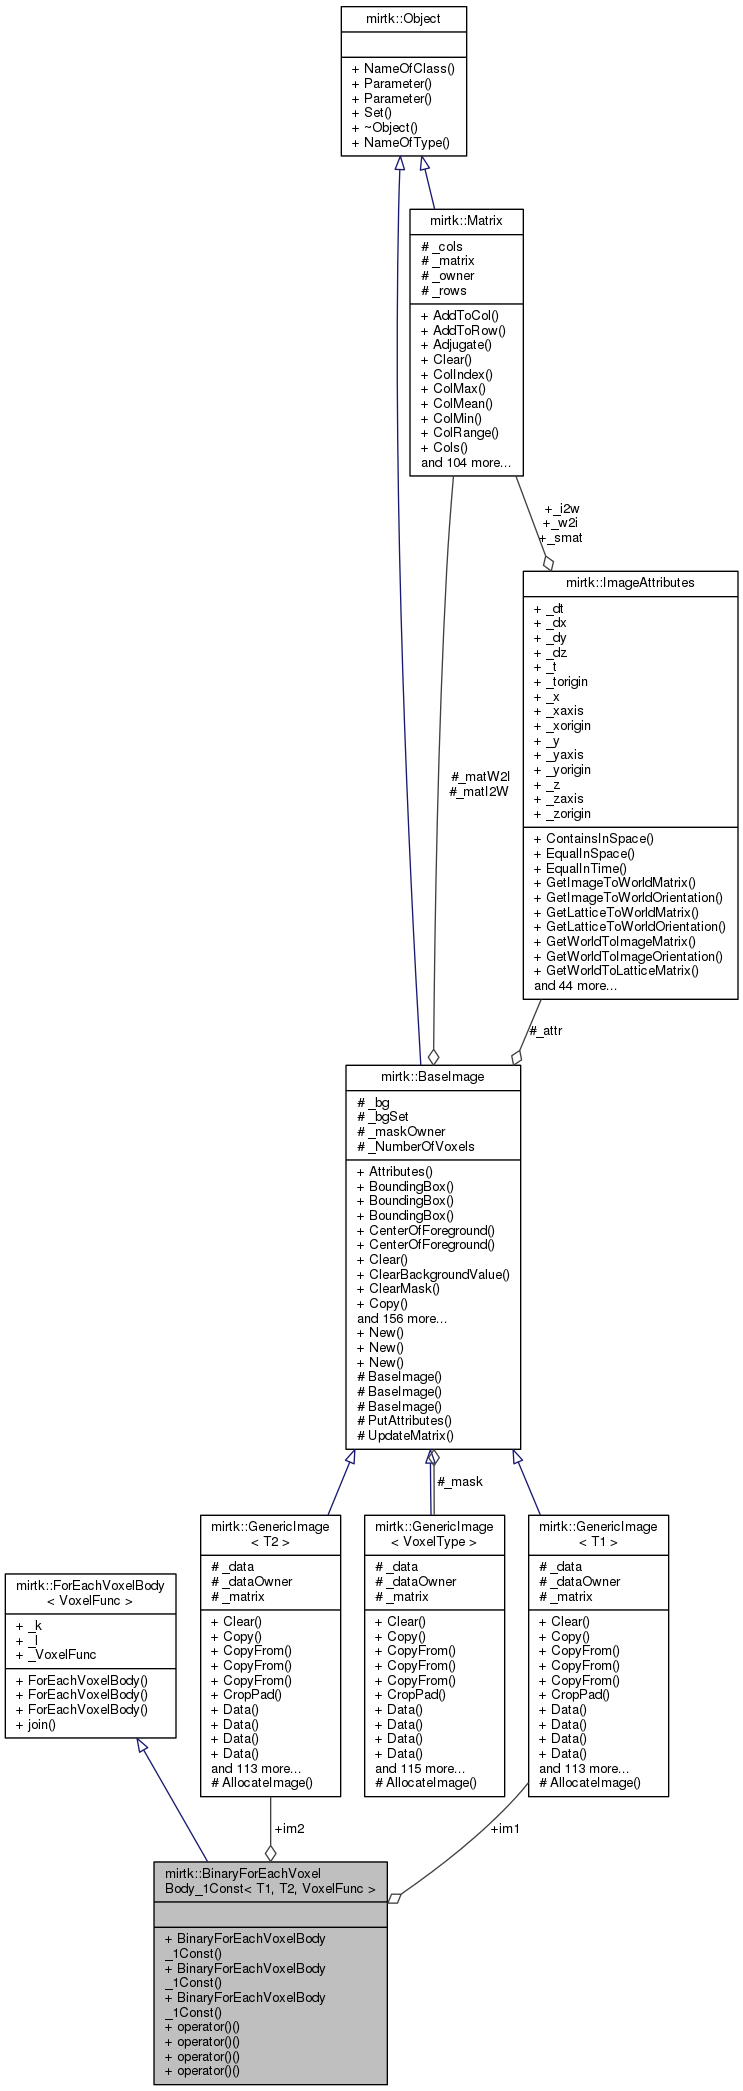 mirtk::Object
+ NameOfClass()
+ Parameter()
+ Parameter()
+ Set()
+ ~Object()
+ NameOfType()
mirtk::Matrix
# _cols
# _matrix
# _owner
# _rows
+ AddToCol()
+ AddToRow()
+ Adjugate()
+ Clear()
+ ColIndex()
+ ColMax()
+ ColMean()
+ ColMin()
+ ColRange()
+ Cols()
and 104 more...
+_i2w
+_w2i
+_smat
mirtk::ImageAttributes
+ _dt
+ _dx
+ _dy
+ _dz
+ _t
+ _torigin
+ _x
+ _xaxis
+ _xorigin
+ _y
+ _yaxis
+ _yorigin
+ _z
+ _zaxis
+ _zorigin
+ ContainsInSpace()
+ EqualInSpace()
+ EqualInTime()
+ GetImageToWorldMatrix()
+ GetImageToWorldOrientation()
+ GetLatticeToWorldMatrix()
+ GetLatticeToWorldOrientation()
+ GetWorldToImageMatrix()
+ GetWorldToImageOrientation()
+ GetWorldToLatticeMatrix()
and 44 more...
#_matW2I
#_matI2W
#_attr
mirtk::BaseImage
# _bg
# _bgSet
# _maskOwner
# _NumberOfVoxels
+ Attributes()
+ BoundingBox()
+ BoundingBox()
+ BoundingBox()
+ CenterOfForeground()
+ CenterOfForeground()
+ Clear()
+ ClearBackgroundValue()
+ ClearMask()
+ Copy()
and 156 more...
+ New()
+ New()
+ New()
# BaseImage()
# BaseImage()
# BaseImage()
# PutAttributes()
# UpdateMatrix()
#_mask
mirtk::GenericImage
< T2 >
# _data
# _dataOwner
# _matrix
+ Clear()
+ Copy()
+ CopyFrom()
+ CopyFrom()
+ CopyFrom()
+ CropPad()
+ Data()
+ Data()
+ Data()
+ Data()
and 113 more...
# AllocateImage()
mirtk::GenericImage
< VoxelType >
# _data
# _dataOwner
# _matrix
+ Clear()
+ Copy()
+ CopyFrom()
+ CopyFrom()
+ CopyFrom()
+ CropPad()
+ Data()
+ Data()
+ Data()
+ Data()
and 115 more...
# AllocateImage()
mirtk::GenericImage
< T1 >
# _data
# _dataOwner
# _matrix
+ Clear()
+ Copy()
+ CopyFrom()
+ CopyFrom()
+ CopyFrom()
+ CropPad()
+ Data()
+ Data()
+ Data()
+ Data()
and 113 more...
# AllocateImage()
mirtk::ForEachVoxelBody
< VoxelFunc >
+ _k
+ _l
+ _VoxelFunc
+ ForEachVoxelBody()
+ ForEachVoxelBody()
+ ForEachVoxelBody()
+ join()
+im2
+im1
mirtk::BinaryForEachVoxel
Body_1Const< T1, T2, VoxelFunc >
+ BinaryForEachVoxelBody
_1Const()
+ BinaryForEachVoxelBody
_1Const()
+ BinaryForEachVoxelBody
_1Const()
+ operator()()
+ operator()()
+ operator()()
+ operator()()